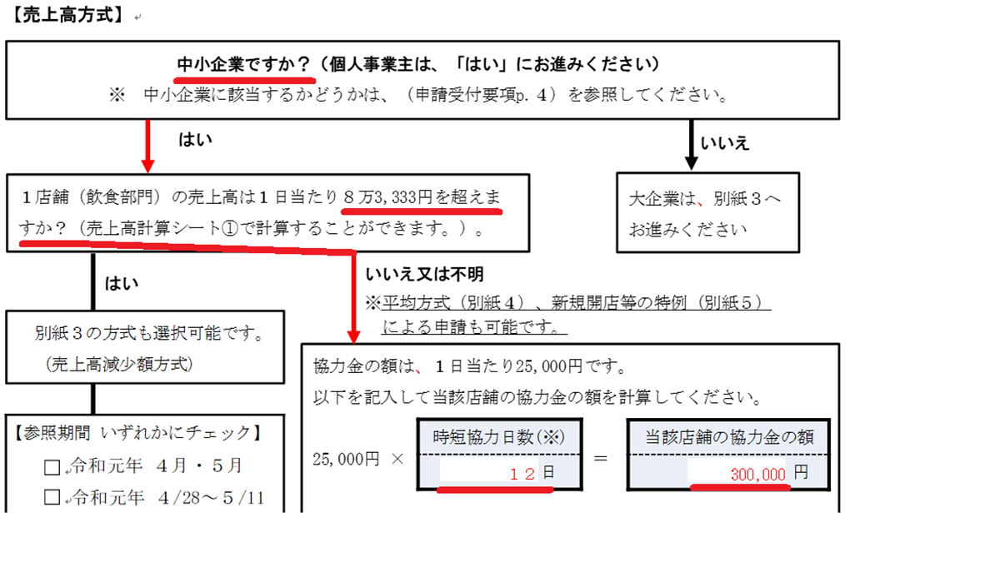 【売上高方式】
中小企業ですか？（個人事業主は、「はい」にお進みください）
※　中小企業に該当するかどうかは、（申請受付要項p.４）を参照してください。
はい
いいえ
１店舗（飲食部門）の売上高は１日当たり８万3,333円を超えま
すか？（売上高計算シート①で計算することができます。）。
大企業は、別紙３へ
お進みください
はい
いいえ又は不明
※平均方式（別紙４）、新規開店等の特例（別紙５）
による申請も可能です。
別紙３の方式も選択可能です。
(売上高減少額方式)
協力金の額は、１日当たり25,000円です。
以下を記入して当該店舗の協力金の額を計算してください。
時短協力日数(※)
当該店舗の協力金の額
25,000円 × １２日 ＝ 300,000 円
【参照期間 いずれかにチェック】
□令和元年 ４月・５月
□令和元年 ４/28～５/11